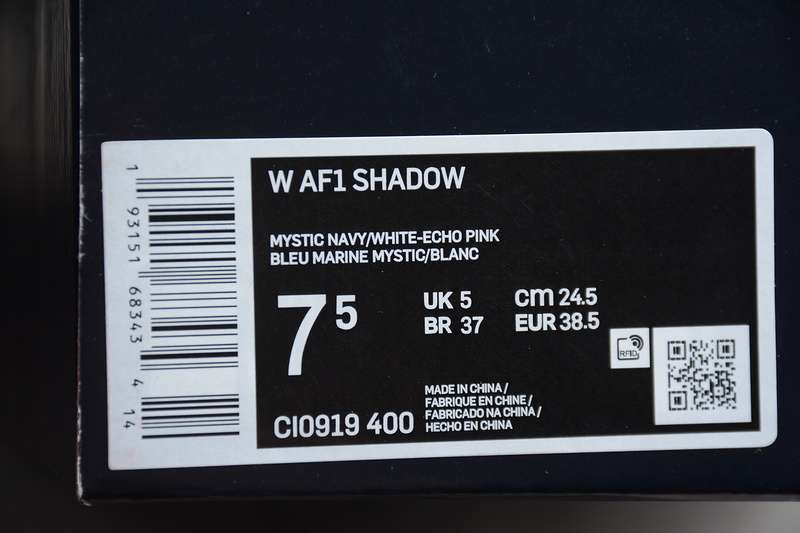 1 93151 68343 4 14
W AF1 SHADOW
MYSTIC NAVY/WHITE-ECHO PINK
BLEU MARINE MYSTIC/BLANC
7 5
UK 5 cm 24.5
BR 37 EUR 38.5
RFID
CI0919 400
MADE IN CHINA /
FABRIQUE EN CHINE /
FABRICADO NA CHINA /
HECHO EN CHINA